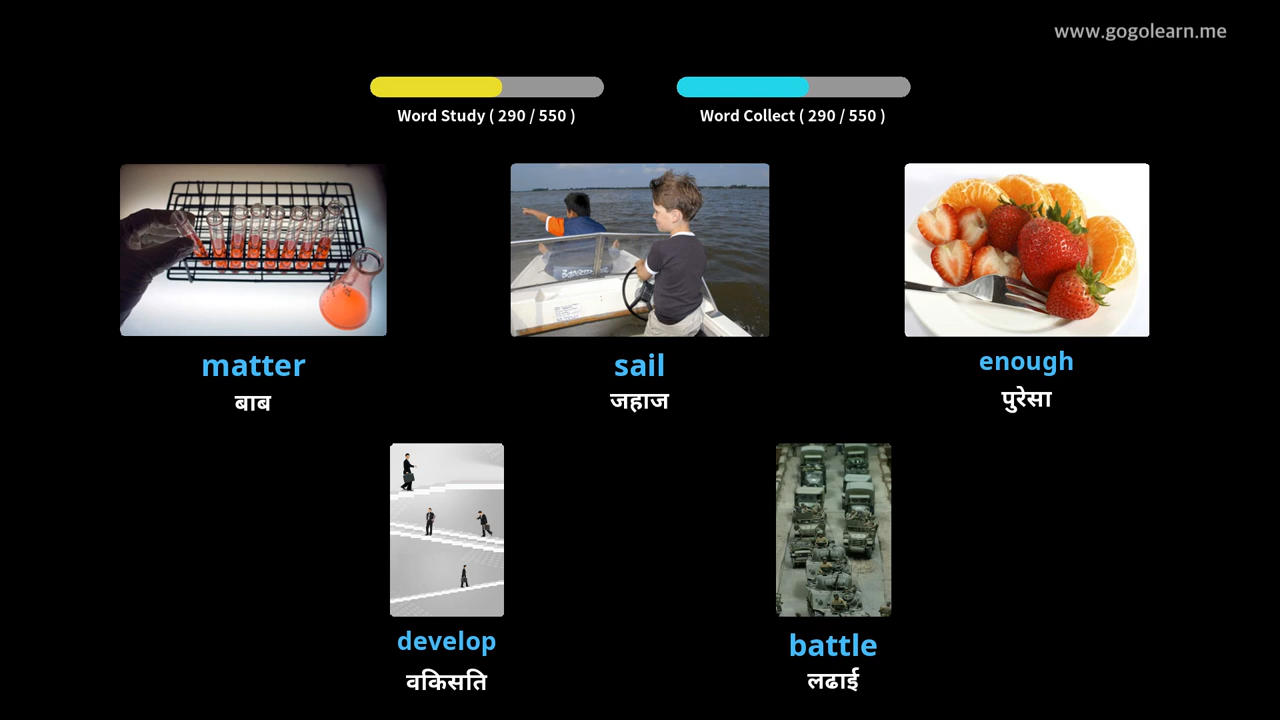 www.gogolearn.me
Word Study ( 290 / 550 )
Word Collect ( 290 / 550 )
matter
बाब
sail
जहाज
enough
पुरेसा
develop
वकिसति
battle
लढाई